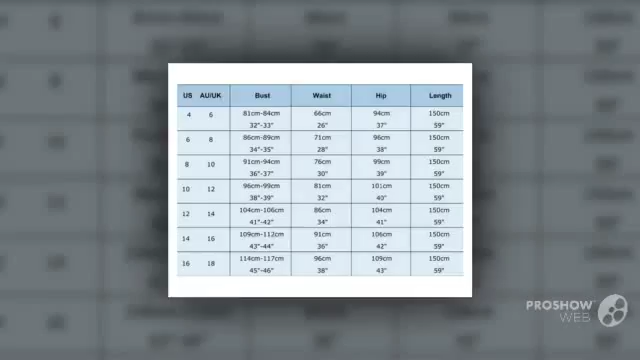 US AU/UK Bust Waist Hip Length
4 6 81cm-84cm 66cm 94cm 150cm
32"-33" 26" 37" 59"
6 8 86cm-89cm 71cm 96cm 150cm
34"-35" 28" 38" 59"
8 10 91cm-94cm 76cm 99cm 150cm
36"-37" 30" 39" 59"
10 12 96cm-99cm 81cm 101cm 150cm
38"-39" 32" 40" 59"
12 14 104cm-106cm 86cm 104cm 150cm
41"-42" 34" 41" 59"
14 16 109cm-112cm 91cm 106cm 150cm
43"-44" 36" 42" 59"
16 18 114cm-117cm 96cm 109cm 150cm
45"-46" 38" 43" 59"
PROSHOW
WEB